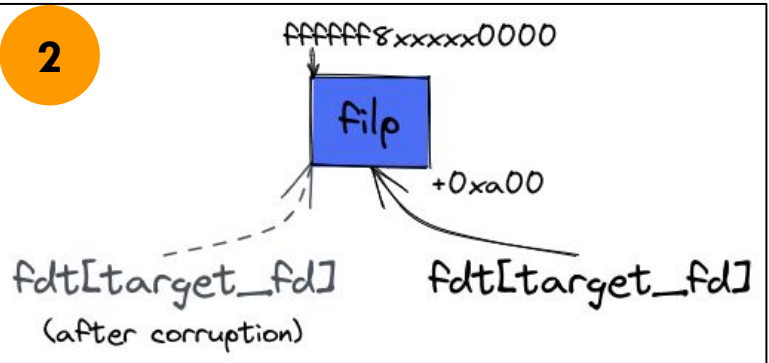 2
ffffff8xxxxx0000
filp
+0xa00
fdt[target_fd]
fdt[target_fd]
(after corruption)